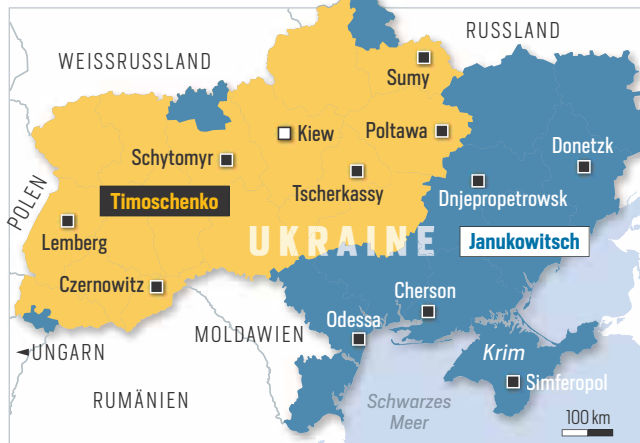 RUSSLAND
WEISSRUSSLAND
Sumy
Kiew
Poltawa
Donetzk
Schytomyr
Tscherkassy
Dnjepropetrowsk
POLEN
Timoschenko
Lemberg
UKRAINE
Janukowitsch
Czernowitz
Cherson
Odessa
MOLDAWIEN
◄UNGARN
Krim
Simferopol
RUMÄNIEN
Schwarzes
Meer
100 km